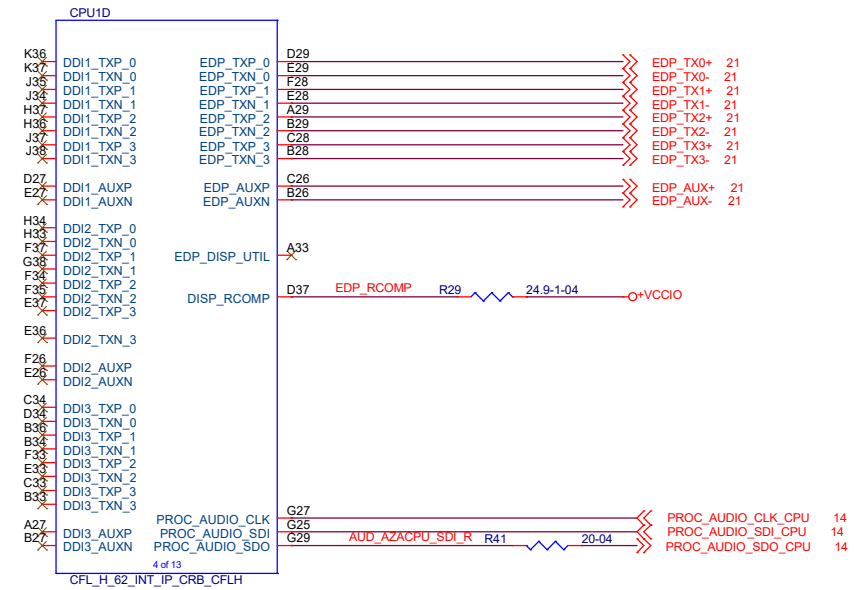 CPU1D
K36 DDI1_TXP_0 EDP_TXP_0 D29 EDP_TX0+ 21
K37 DDI1_TXN_0 EDP_TXN_0 E29 EDP_TX0- 21
J35 DDI1_TXP_1 EDP_TXP_1 F28 EDP_TX1+ 21
J34 DDI1_TXN_1 EDP_TXN_1 E28 EDP_TX1- 21
H37 DDI1_TXP_2 EDP_TXP_2 A29 EDP_TX2+ 21
H36 DDI1_TXN_2 EDP_TXN_2 B29 EDP_TX2- 21
J37 DDI1_TXP_3 EDP_TXP_3 C28 EDP_TX3+ 21
J38 DDI1_TXN_3 EDP_TXN_3 B28 EDP_TX3- 21
D27 DDI1_AUXP EDP_AUXP C26 EDP_AUX+ 21
E27 DDI1_AUXN EDP_AUXN B26 EDP_AUX- 21
H34 DDI2_TXP_0
H33 DDI2_TXN_0
F37 DDI2_TXP_1 EDP_DISP_UTIL A33
G38 DDI2_TXN_1
F34 DDI2_TXP_2
F35 DDI2_TXN_2 DISP_RCOMP D37 EDP_RCOMP R29 24.9-1-04 +VCCIO
E37 DDI2_TXP_3
E36 DDI2_TXN_3
F26 DDI2_AUXP
E26 DDI2_AUXN
C34 DDI3_TXP_0
D34 DDI3_TXN_0
B36 DDI3_TXP_1
B34 DDI3_TXN_1
F33 DDI3_TXP_2
E33 DDI3_TXN_2
C33 DDI3_TXP_3
B33 DDI3_TXN_3
PROC_AUDIO_CLK G27 PROC_AUDIO_CLK_CPU 14
A27 DDI3_AUXP PROC_AUDIO_SDI G25 PROC_AUDIO_SDI_CPU 14
B27 DDI3_AUXN PROC_AUDIO_SDO G29 AUD_AZACPU_SDI_R R41 20-04 PROC_AUDIO_SDO_CPU 14
4 of 13
CFL_H_62_INT_IP_CRB_CFLH